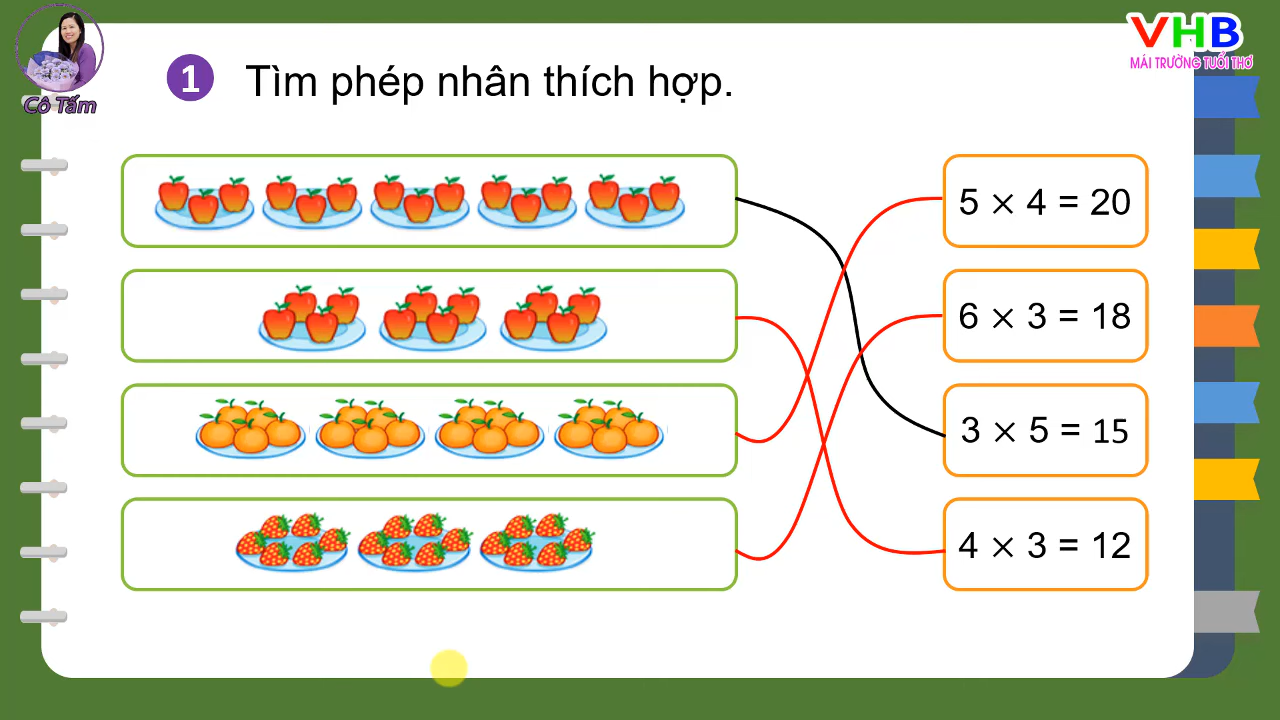 Cô Tấm
VHB
MÁI TRƯỜNG TUỔI THƠ
1 Tìm phép nhân thích hợp.
5 × 4 = 20
6 × 3 = 18
3 × 5 = 15
4 × 3 = 12